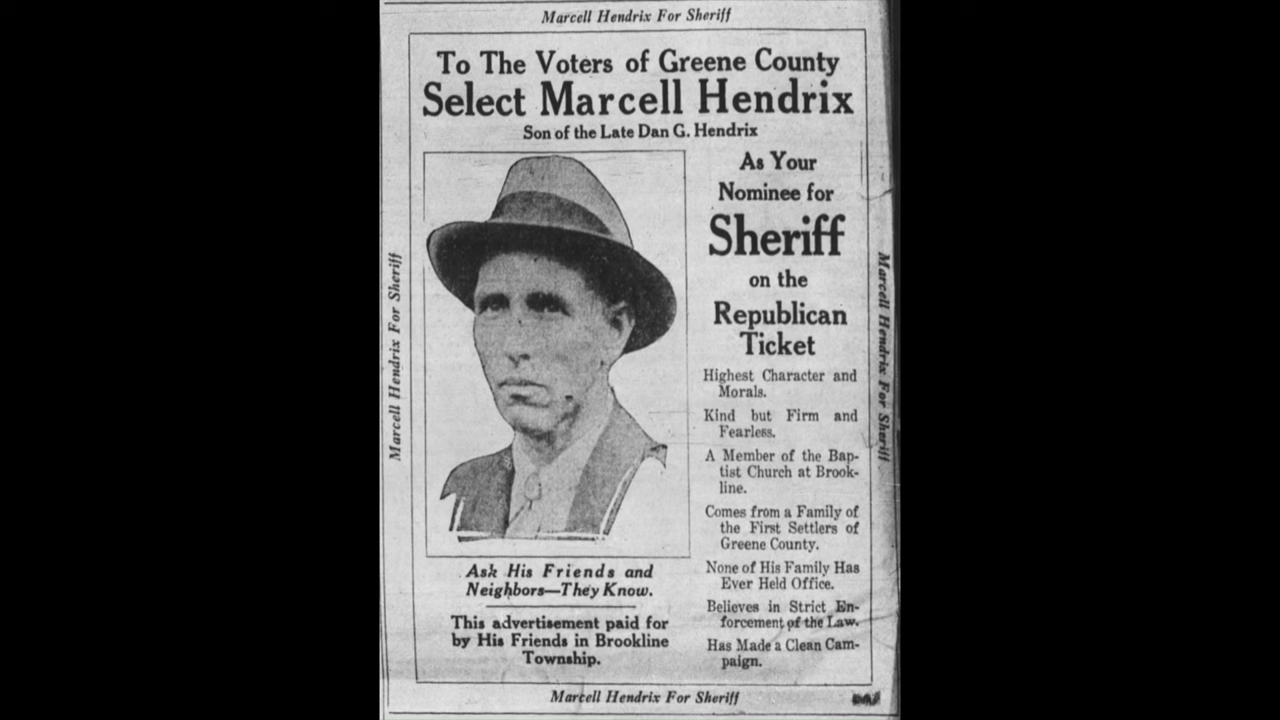 Marcell Hendrix For Sheriff
To The Voters of Greene County
Select Marcell Hendrix
Son of the Late Dan G. Hendrix
As Your
Nominee for
Sheriff
on the
Republican
Ticket
Highest Character and
Morals.
Kind but Firm and
Fearless.
A Member of the Bap-
tist Church at Brook-
line.
Comes from a Family of
the First Settlers of
Greene County.
None of His Family Has
Ever Held Office.
Believes in Strict En-
forcement of the Law.
Has Made a Clean Cam-
paign.
Ask His Friends and
Neighbors—They Know.
This advertisement paid for
by His Friends in Brookline
Township.
Marcell Hendrix For Sheriff
Marcell Hendrix For Sheriff
Marcell Hendrix For Sheriff